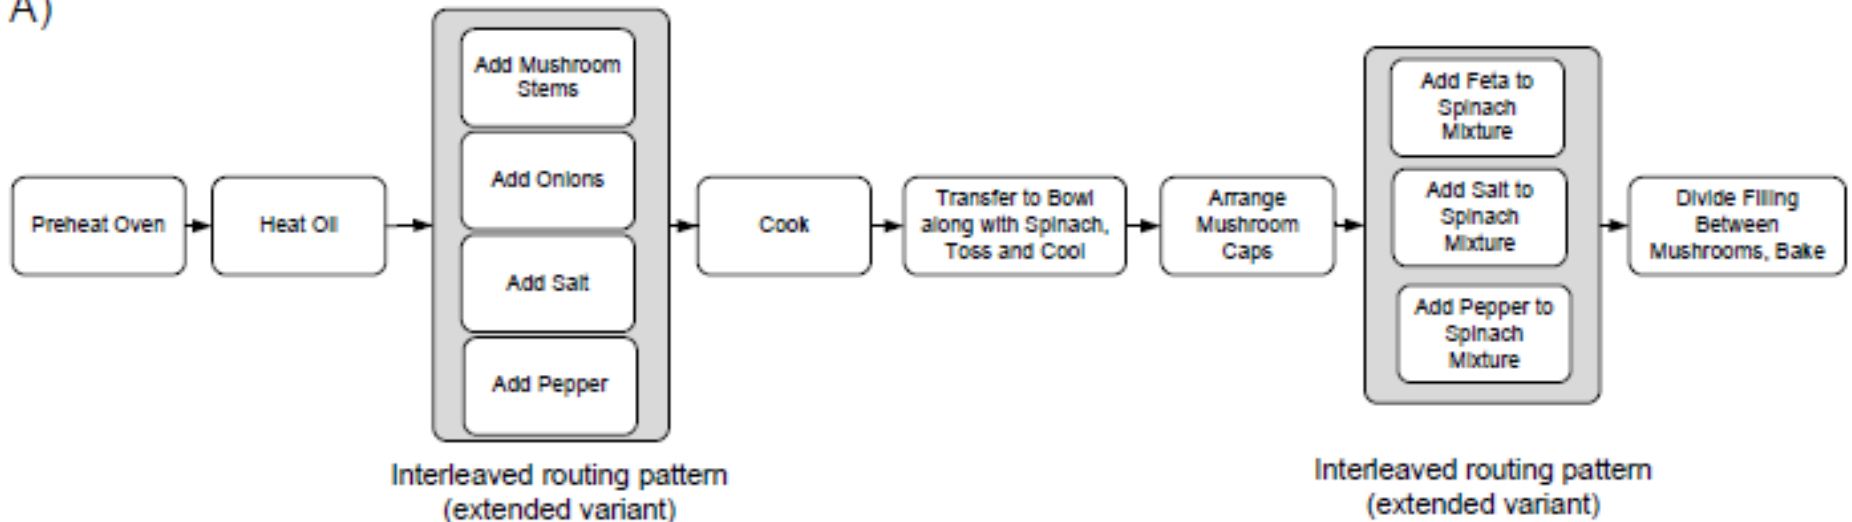 A)
Preheat Oven
Heat Oil
Add Mushroom
Stems
Add Onions
Add Salt
Add Pepper
Interleaved routing pattern
(extended variant)
Cook
Transfer to Bowl
along with Spinach,
Toss and Cool
Arrange
Mushroom
Caps
Add Feta to
Spinach
Mixture
Add Salt to
Spinach
Mixture
Add Pepper to
Spinach
Mixture
Interleaved routing pattern
(extended variant)
Divide Filling
Between
Mushrooms, Bake